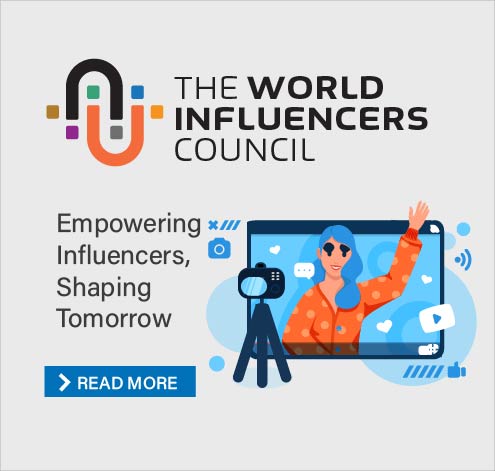 THE WORLD
INFLUENCERS
COUNCIL
Empowering
Influencers,
Shaping
Tomorrow
READ MORE